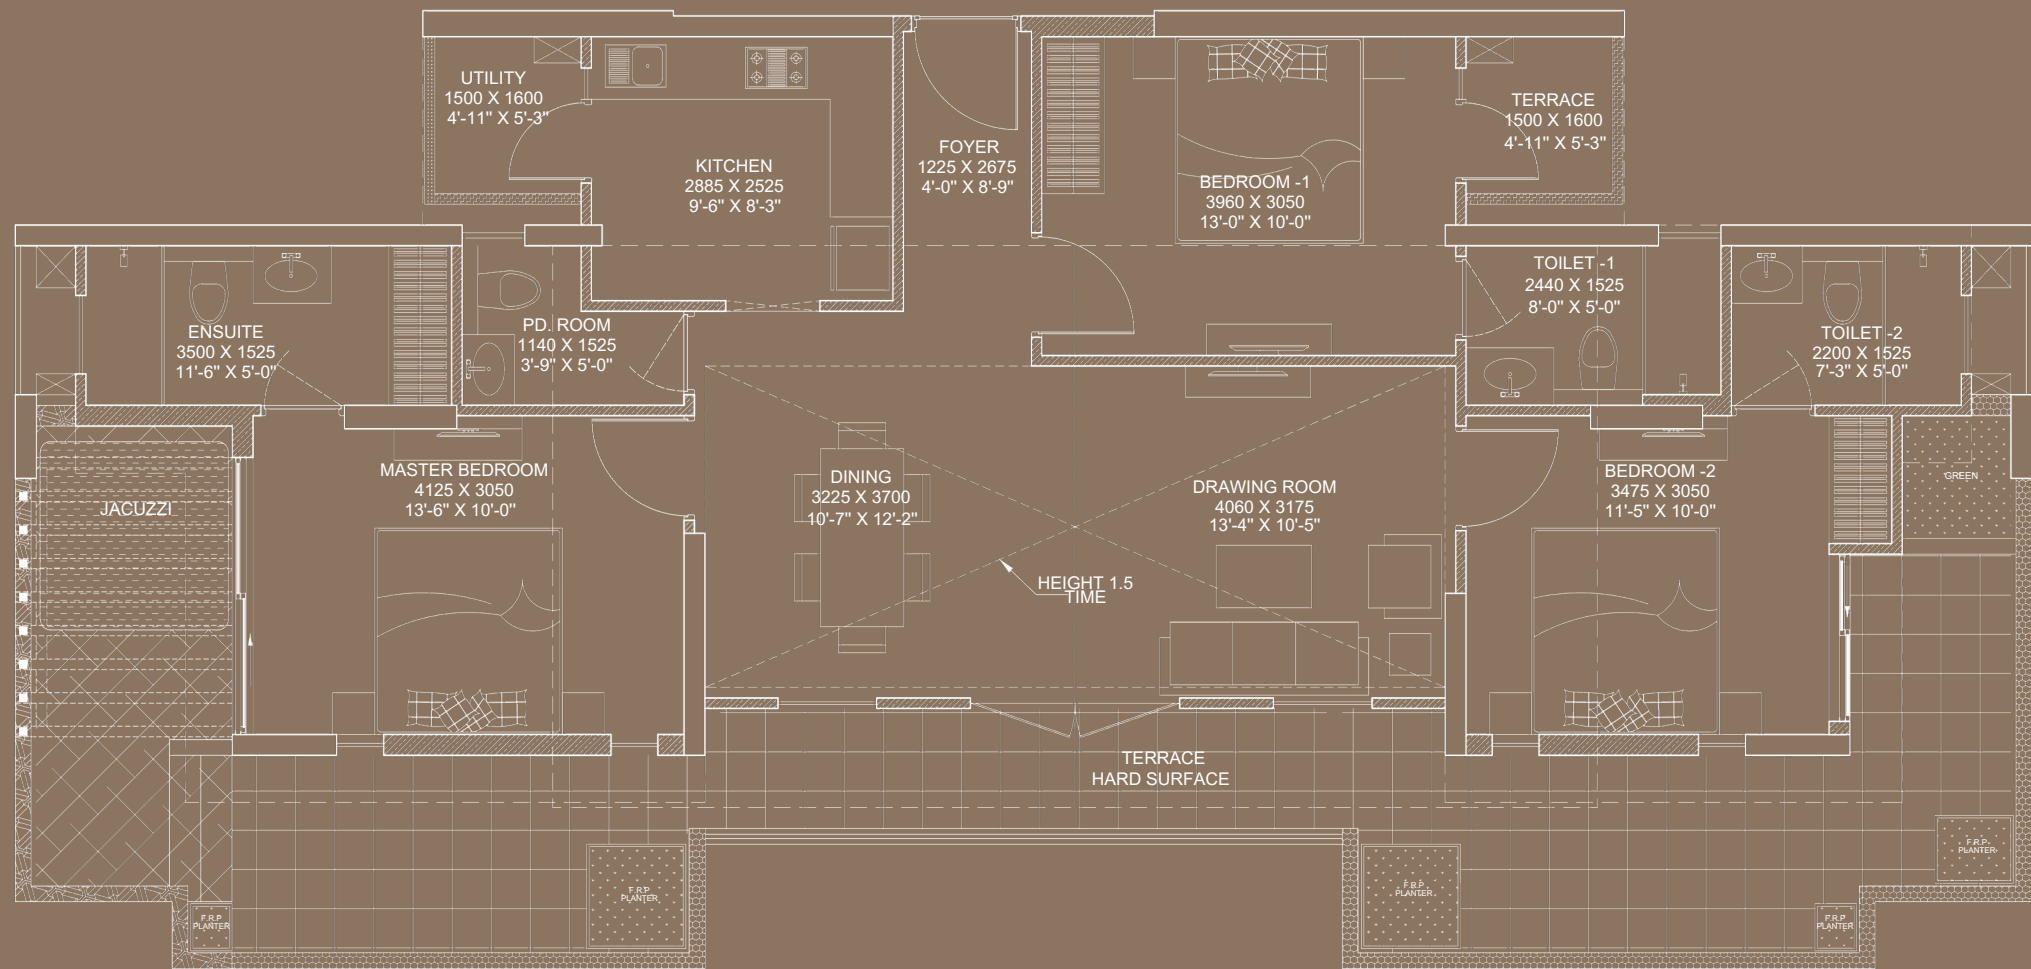 UTILITY
1500 X 1600
4'-11" X 5'-3"
KITCHEN
2885 X 2525
9'-6" X 8'-3"
FOYER
1225 X 2675
4'-0" X 8'-9"
BEDROOM -1
3960 X 3050
13'-0" X 10'-0"
TERRACE
1500 X 1600
4'-11" X 5'-3"
ENSUITE
3500 X 1525
11'-6" X 5'-0"
PD. ROOM
1140 X 1525
3'-9" X 5'-0"
TOILET -1
2440 X 1525
8'-0" X 5'-0"
TOILET -2
2200 X 1525
7'-3" X 5'-0"
JACUZZI
MASTER BEDROOM
4125 X 3050
13'-6" X 10'-0"
DINING
3225 X 3700
10'-7" X 12'-2"
DRAWING ROOM
4060 X 3175
13'-4" X 10'-5"
BEDROOM -2
3475 X 3050
11'-5" X 10'-0"
GREEN
HEIGHT 1.5
TIME
TERRACE
HARD SURFACE
F.R.P
PLANTER
F.R.P
PLANTER
F.R.P
PLANTER
F.R.P
PLANTER
F.R.P
PLANTER